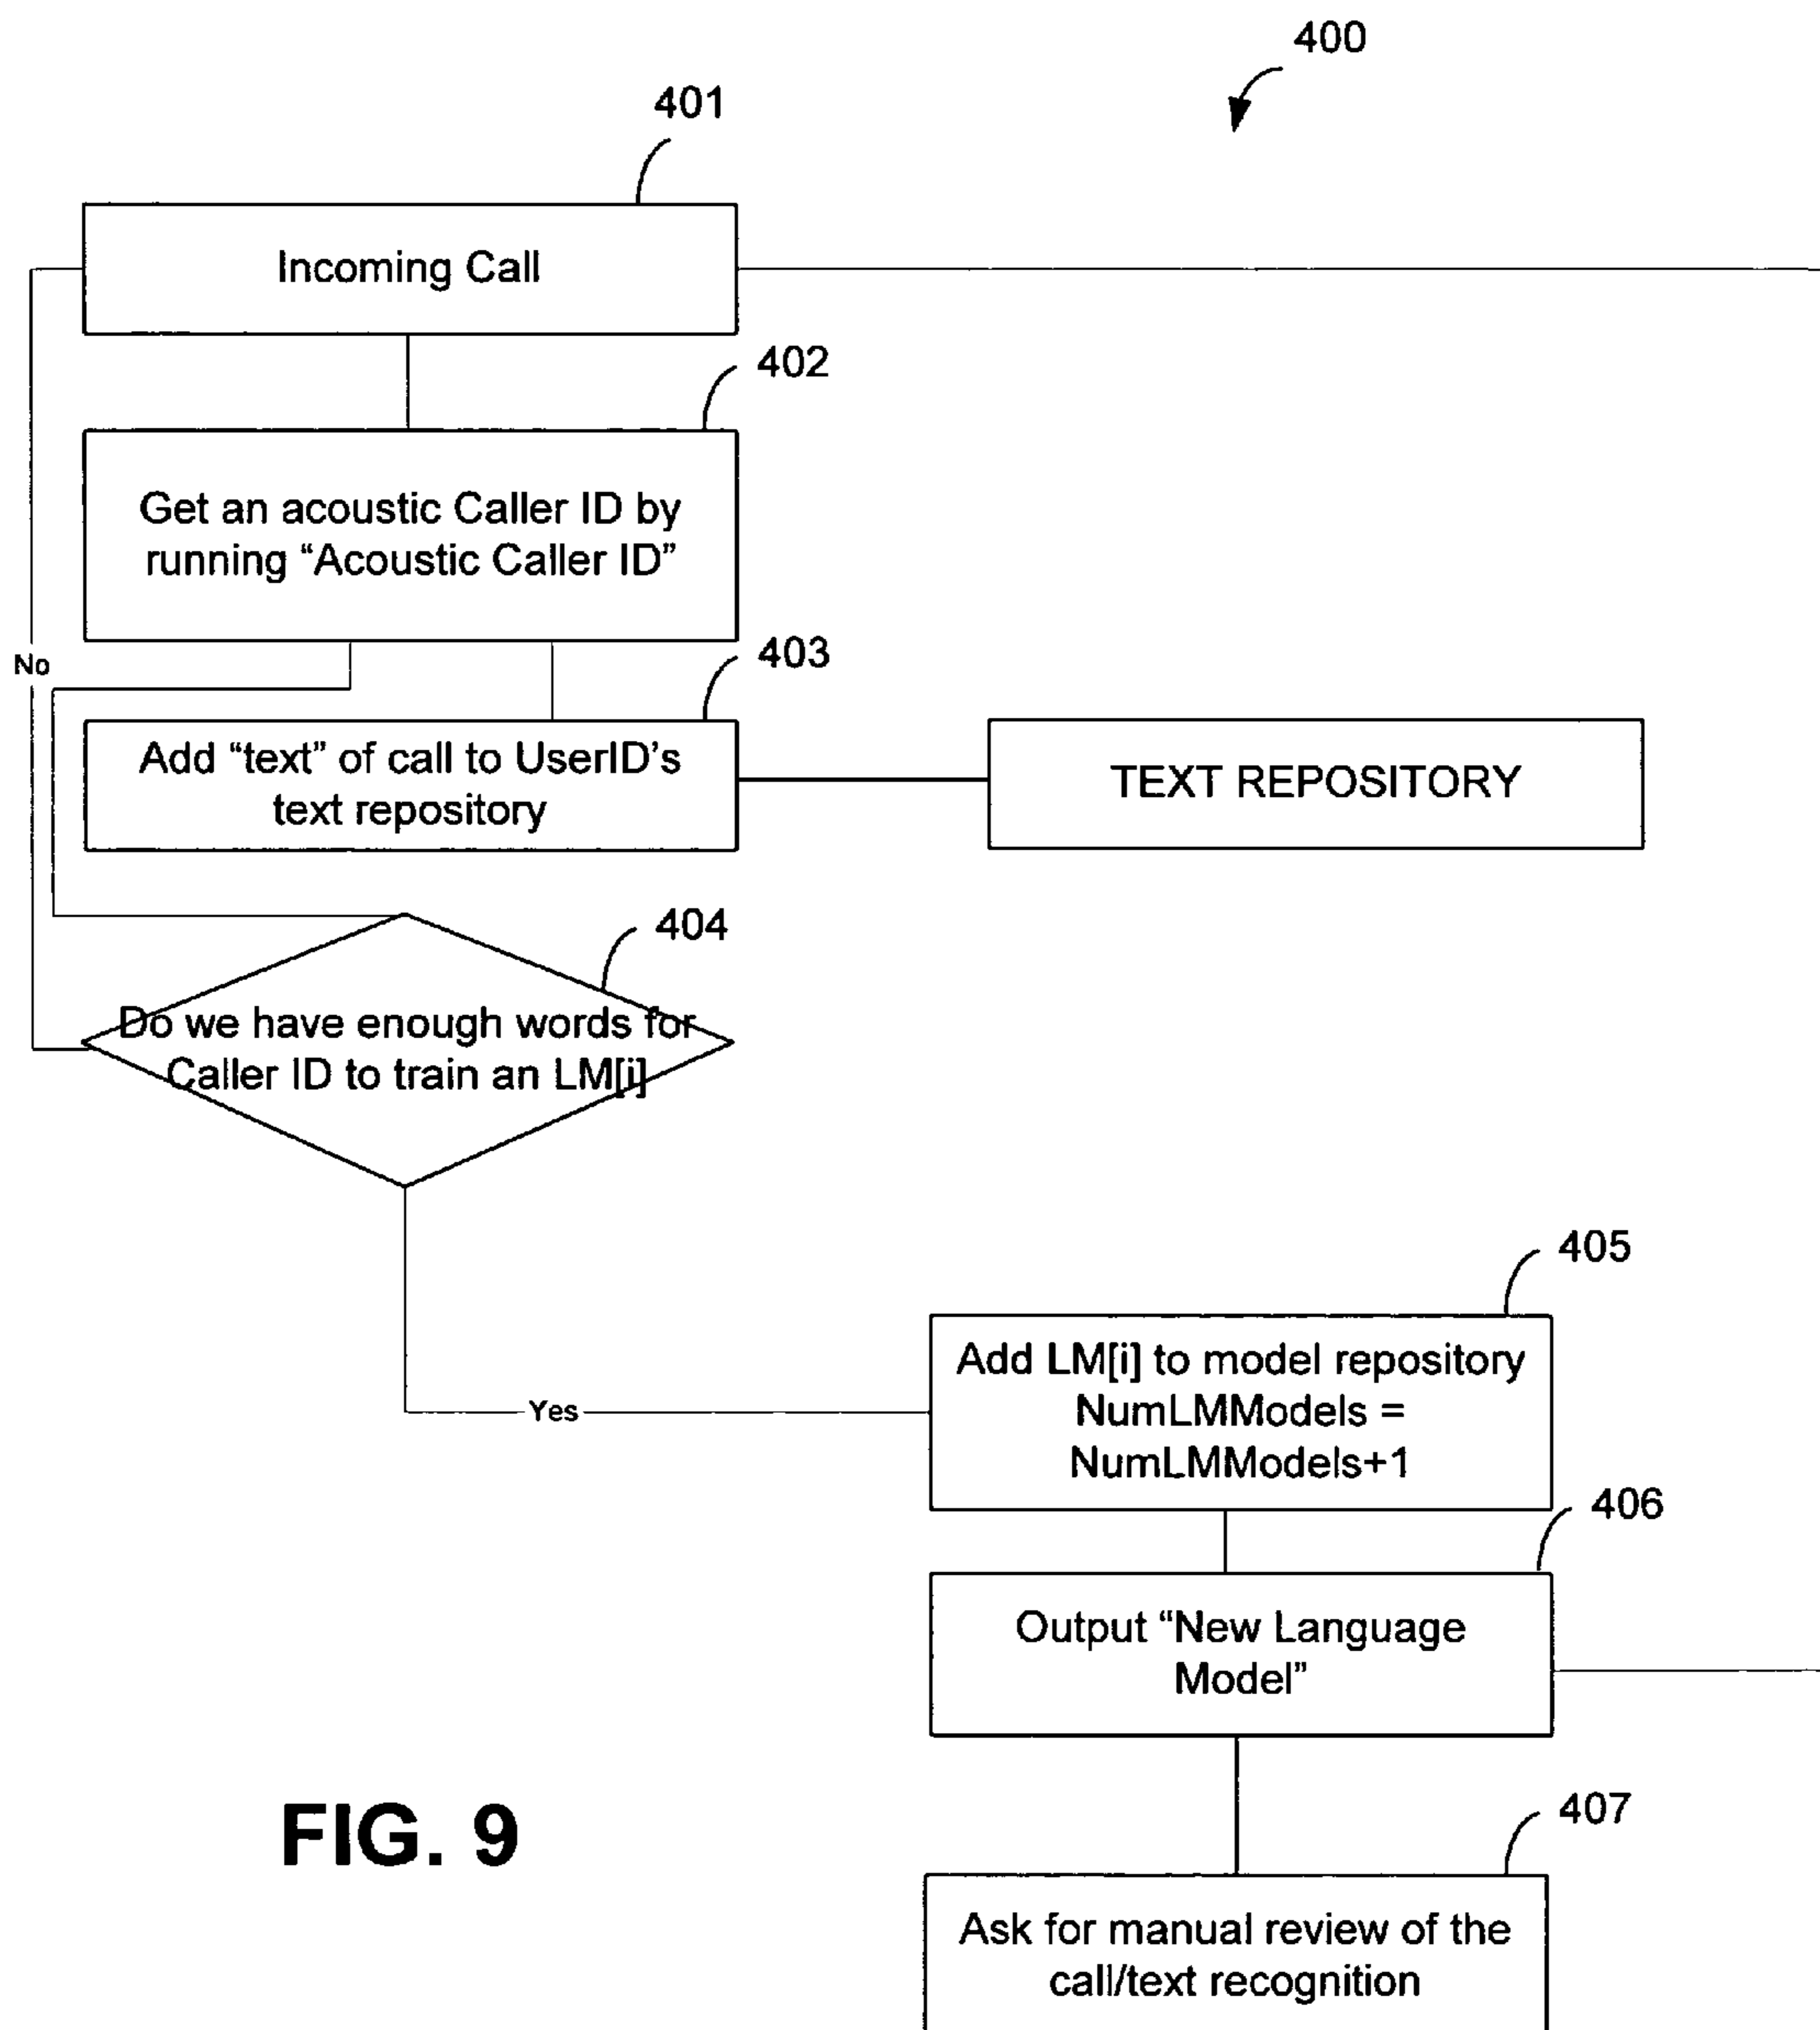 400
401
Incoming Call
402
Get an acoustic Caller ID by
running “Acoustic Caller ID”
No
403
Add “text” of call to UserID’s
text repository
TEXT REPOSITORY
404
Do we have enough words for
Caller ID to train an LM[i]
405
Add LM[i] to model repository
NumLMModels =
NumLMModels+1
Yes
406
Output “New Language
Model”
FIG. 9
407
Ask for manual review of the
call/text recognition